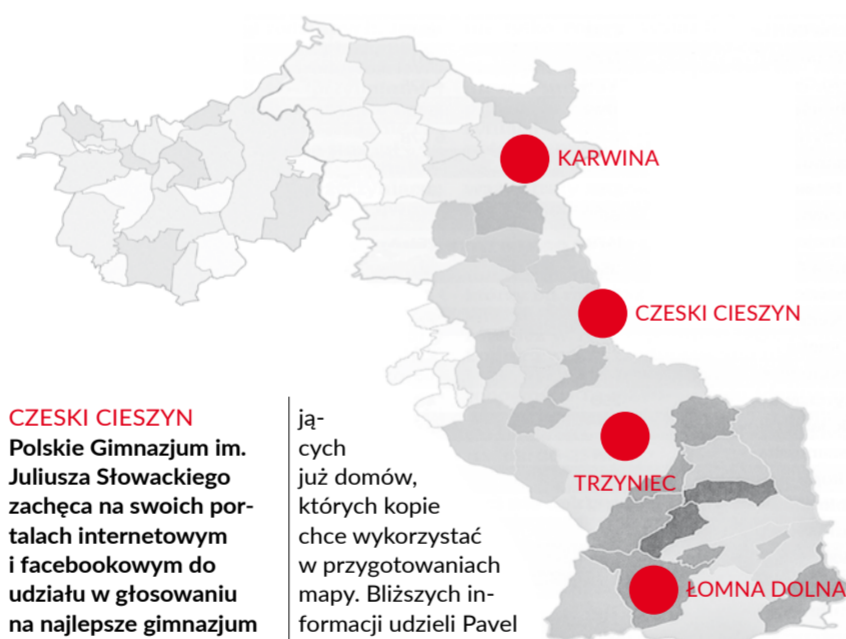 KARWINA
CZESKI CIESZYN
TRZYNIEC
ŁOMNA DOLNA
CZESKI CIESZYN
Polskie Gimnazjum im.
Juliusza Słowackiego
zachęca na swoich por-
talach internetowym
i facebookowym do
udziału w głosowaniu
na najlepsze gimnazjum
ją-
cych
już domów,
których kopie
chce wykorzystać
w przygotowaniach
mapy. Bliższych in-
formacji udzieli Pavel